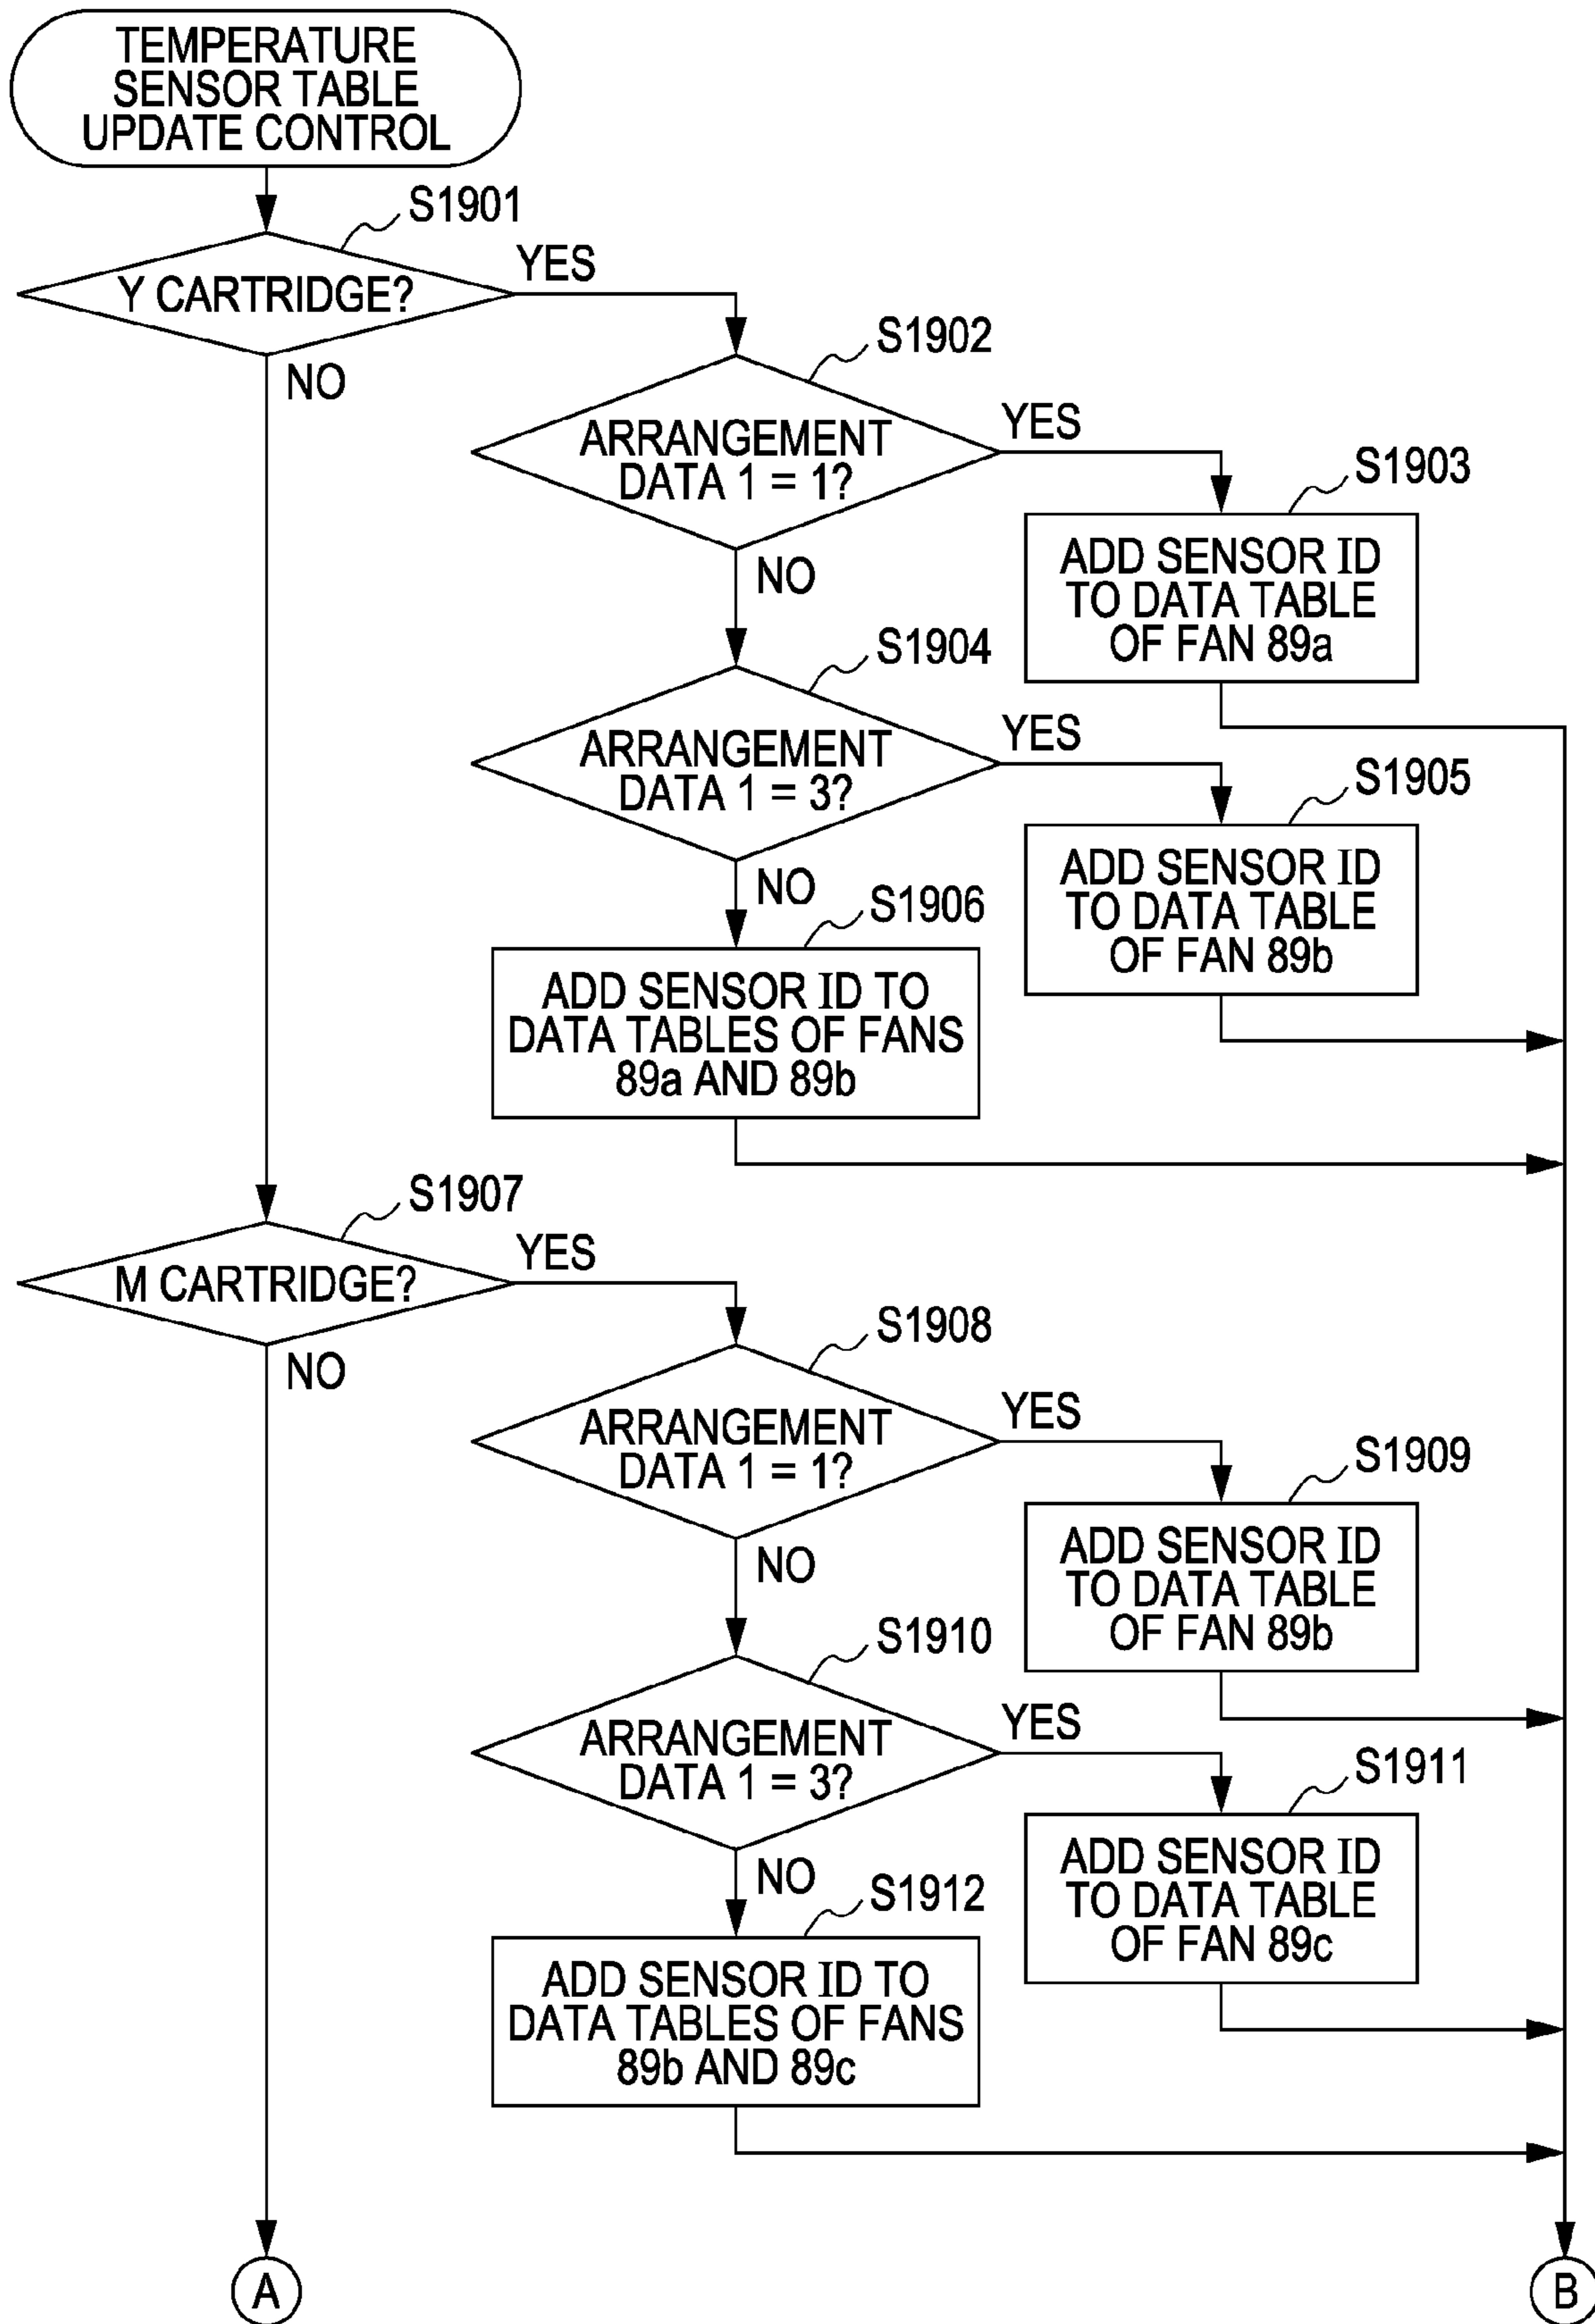 TEMPERATURE
SENSOR TABLE
UPDATE CONTROL
S1901
Y CARTRIDGE?
YES
NO
S1902
ARRANGEMENT
DATA 1 = 1?
YES
NO
S1903
ADD SENSOR ID
TO DATA TABLE
OF FAN 89a
S1904
ARRANGEMENT
DATA 1 = 3?
YES
NO
S1905
ADD SENSOR ID
TO DATA TABLE
OF FAN 89b
S1906
ADD SENSOR ID TO
DATA TABLES OF FANS
89a AND 89b
S1907
M CARTRIDGE?
YES
NO
S1908
ARRANGEMENT
DATA 1 = 1?
YES
NO
S1909
ADD SENSOR ID
TO DATA TABLE
OF FAN 89b
S1910
ARRANGEMENT
DATA 1 = 3?
YES
NO
S1911
ADD SENSOR ID
TO DATA TABLE
OF FAN 89c
S1912
ADD SENSOR ID TO
DATA TABLES OF FANS
89b AND 89c
A
B